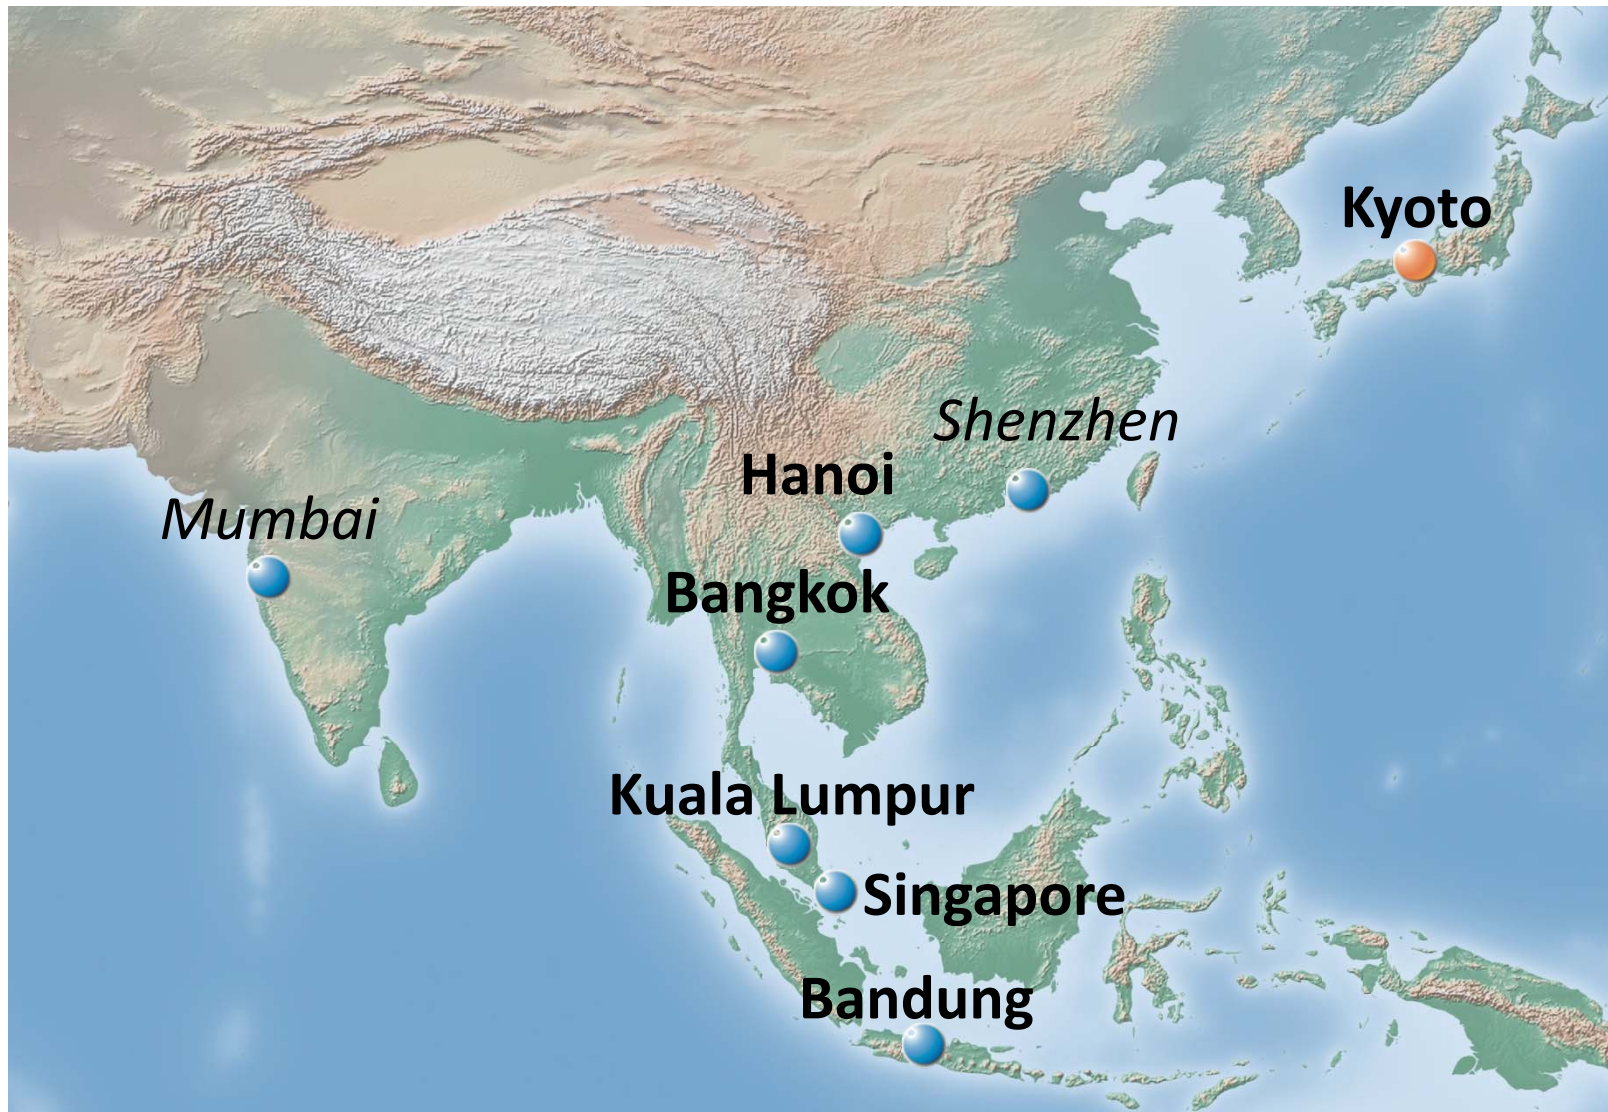 Kyoto
Shenzhen
Hanoi
Mumbai
Bangkok
Kuala Lumpur
Singapore
Bandung